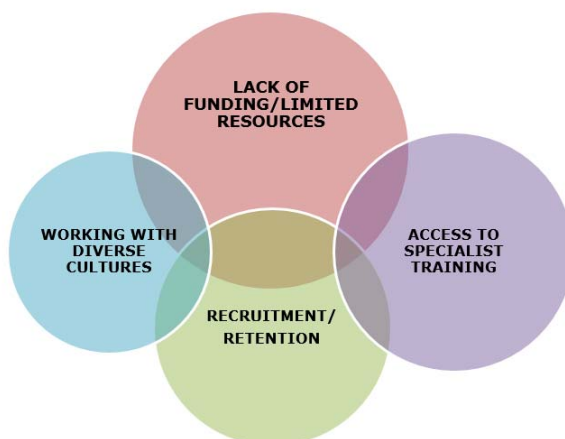 LACK OF
FUNDING/LIMITED
RESOURCES
WORKING WITH
DIVERSE
CULTURES
ACCESS TO
SPECIALIST
TRAINING
RECRUITMENT/
RETENTION